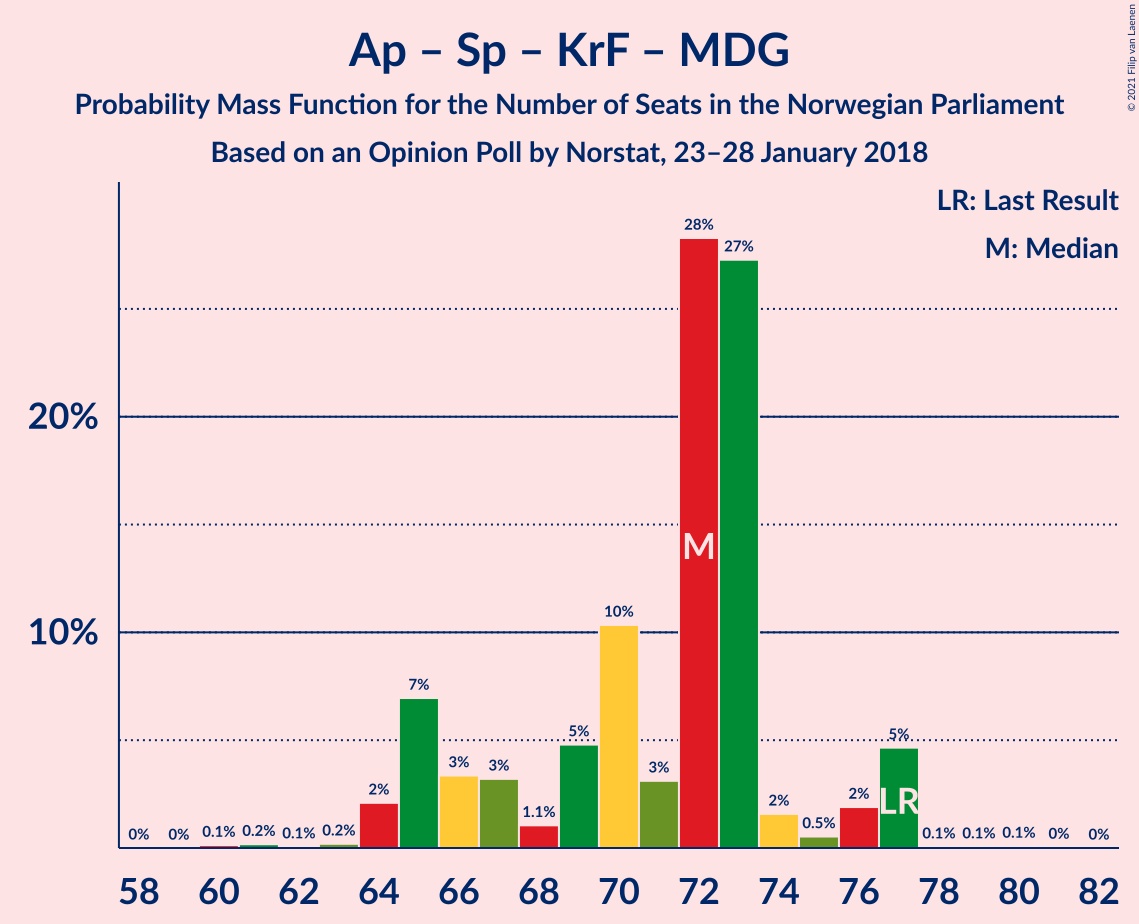 © 2021 Filip van Laenen
Ap – Sp – KrF – MDG
Probability Mass Function for the Number of Seats in the Norwegian Parliament
Based on an Opinion Poll by Norstat, 23–28 January 2018
LR: Last Result
M: Median
20%
10%
0% 0% 0.1% 0.2% 0.1% 0.2% 2% 7% 3% 3% 1.1% 5% 10% 3% 28% 27% 2% 0.5% 2% 5% 0.1% 0.1% 0.1% 0% 0%
M
LR
58 60 62 64 66 68 70 72 74 76 78 80 82